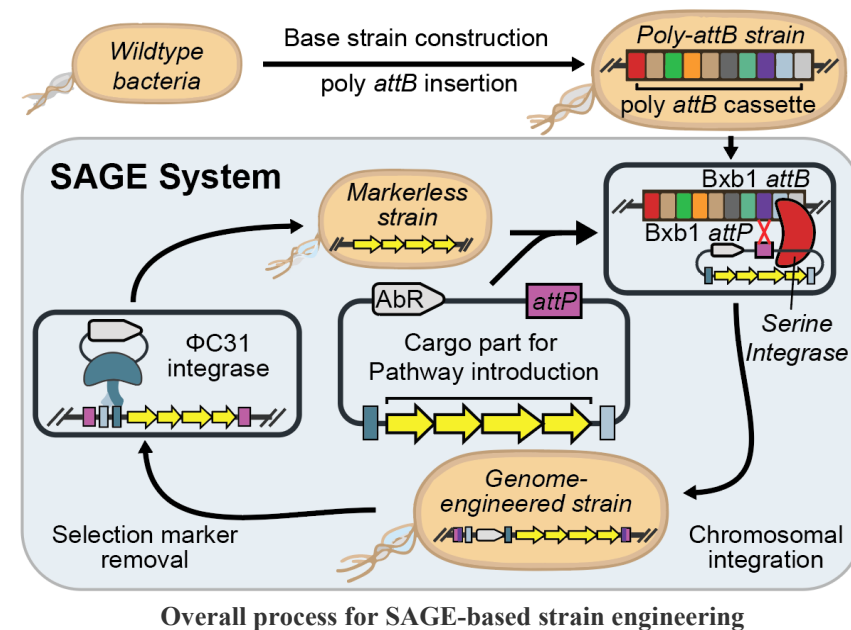 Wildtype
bacteria
Base strain construction
poly attB insertion
Poly-attB strain
poly attB cassette
SAGE System
Markerless
strain
Bxb1 attB
Bxb1 attP
Serine
Integrase
AbR
attP
Cargo part for
Pathway introduction
ΦC31
integrase
Genome-
engineered strain
Selection marker
removal
Chromosomal
integration
Overall process for SAGE-based strain engineering